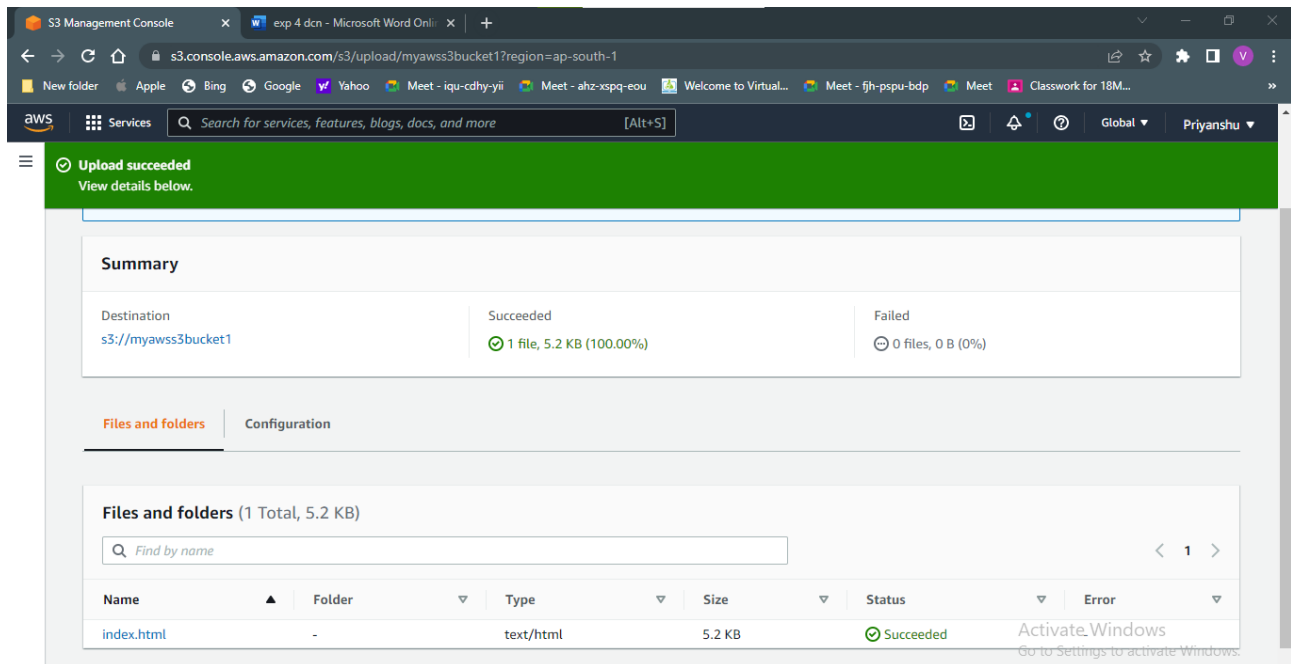 S3 Management Console
exp 4 dcn - Microsoft Word Onlin
s3.console.aws.amazon.com/s3/upload/myawss3bucket1?region=ap-south-1
V
New folder Apple Bing Google Yahoo Meet - iqu-cdhy-yii Meet - ahz-xspq-eou Welcome to Virtual... Meet - fjh-pspu-bdp Meet Classwork for 18M... »
aws Services Search for services, features, blogs, docs, and more [Alt+S] Global Priyanshu
Upload succeeded
View details below.
Summary
Destination Succeeded Failed
s3://myawss3bucket1 1 file, 5.2 KB (100.00%) 0 files, 0 B (0%)
Files and folders Configuration
Files and folders (1 Total, 5.2 KB)
Find by name 1
Name Folder Type Size Status Error
index.html - text/html 5.2 KB Succeeded -
Activate Windows
Go to Settings to activate Windows.